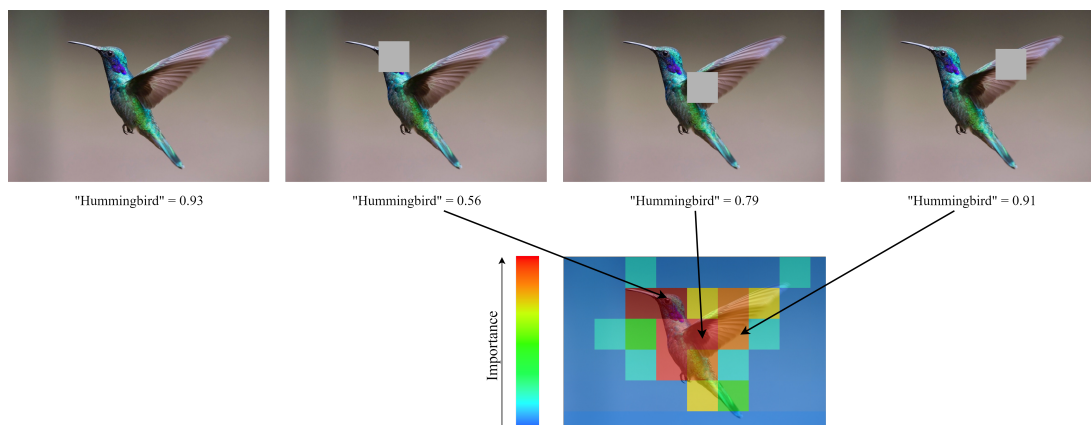 "Hummingbird" = 0.93
"Hummingbird" = 0.56
"Hummingbird" = 0.79
"Hummingbird" = 0.91
Importance